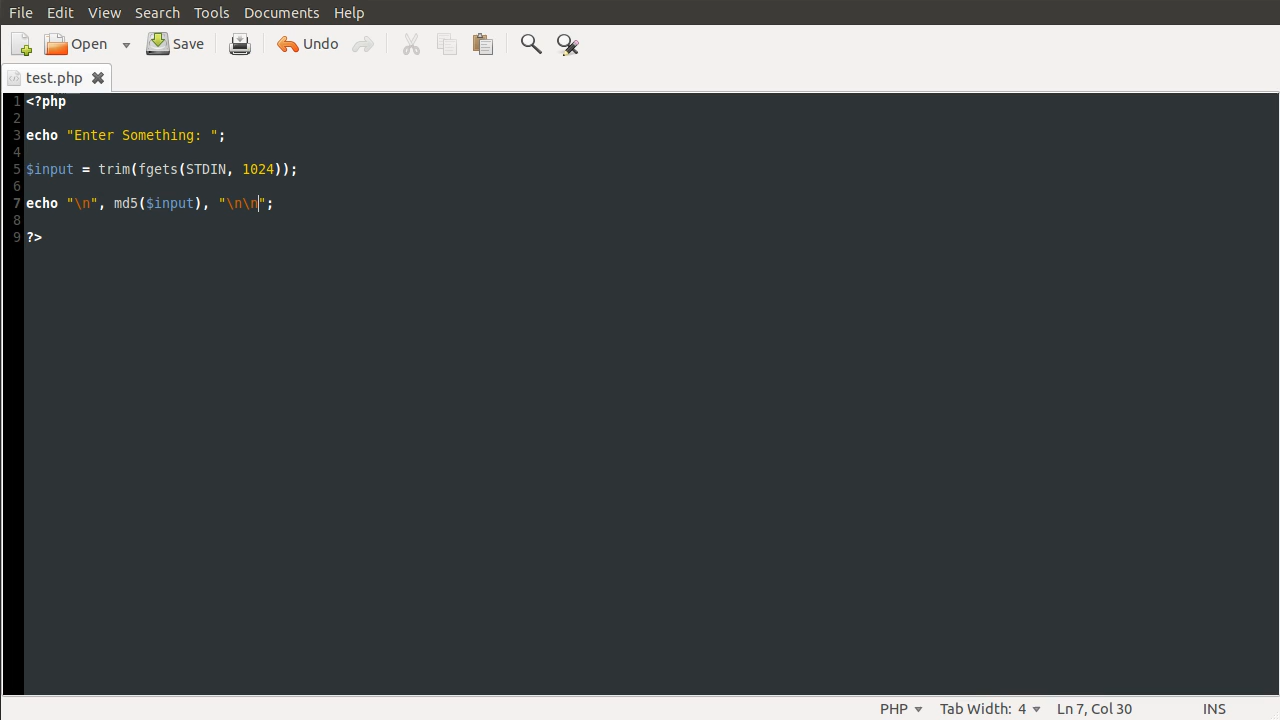 File Edit View Search Tools Documents Help
Open Save Undo
test.php
1 <?php
2
3 echo "Enter Something: ";
4
5 $input = trim(fgets(STDIN, 1024));
6
7 echo "\n", md5($input), "\n\n";
8
9 ?>
PHP Tab Width: 4 Ln 7, Col 30 INS